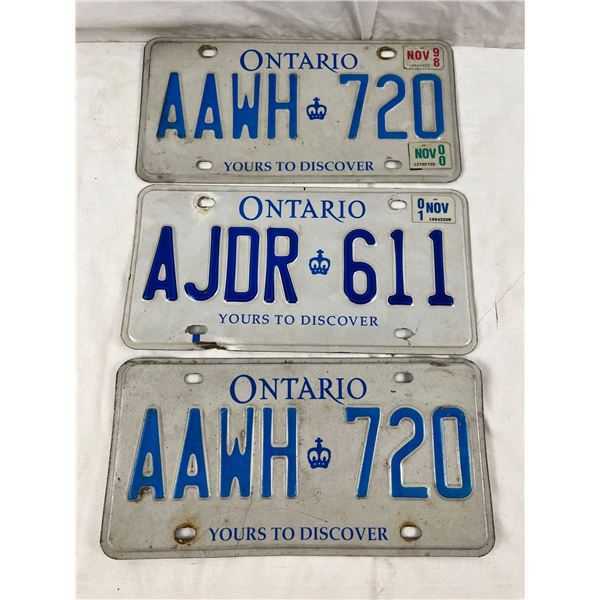 ONTARIO
NOV 98
AAWH 720
NOV 00
YOURS TO DISCOVER
ONTARIO
01 NOV
AJDR 611
YOURS TO DISCOVER
ONTARIO
AAWH 720
YOURS TO DISCOVER